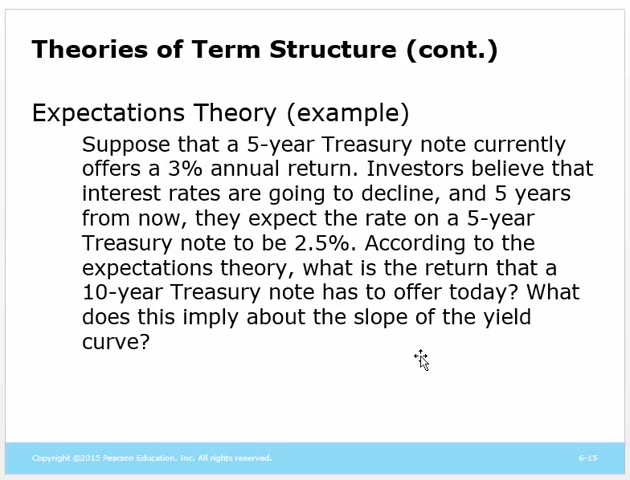 Theories of Term Structure (cont.)
Expectations Theory (example)
Suppose that a 5-year Treasury note currently
offers a 3% annual return. Investors believe that
interest rates are going to decline, and 5 years
from now, they expect the rate on a 5-year
Treasury note to be 2.5%. According to the
expectations theory, what is the return that a
10-year Treasury note has to offer today? What
does this imply about the slope of the yield
curve?
Copyright ©2015 Pearson Education, Inc. All rights reserved.
6-15